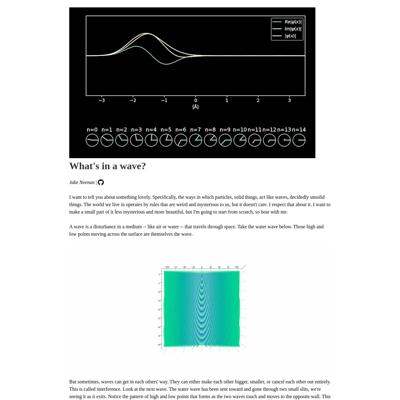 Re|ψ(x)|
Im|ψ(x)|
|ψ(x)|
−3 −2 −1 0 1 2 3
[Å]
n=0 n=1 n=2 n=3 n=4 n=5 n=6 n=7 n=8 n=9 n=10 n=11 n=12 n=13 n=14
What's in a wave?
Jake Neenan |
I want to tell you about something lovely. Specifically, the ways in which particles, solid things, act like waves, decidedly unsolid
things. The world we live in operates by rules that are weird and mysterious to us, but it doesn't care. I respect that about it. I want to
make a small part of it less mysterious and more beautiful, but I'm going to start from scratch, so bear with me.
A wave is a disturbance in a medium -- like air or water -- that travels through space. Take the water wave below. Those high and
low points moving across the surface are themselves the wave.
But sometimes, waves can get in each others' way. They can either make each other bigger, smaller, or cancel each other out entirely.
This is called interference. Look at the next wave. The water wave has been sent toward and gone through two small slits, we're
seeing it as it exits. Notice the pattern of high and low points that forms as the two waves touch and moves to the opposite wall. This